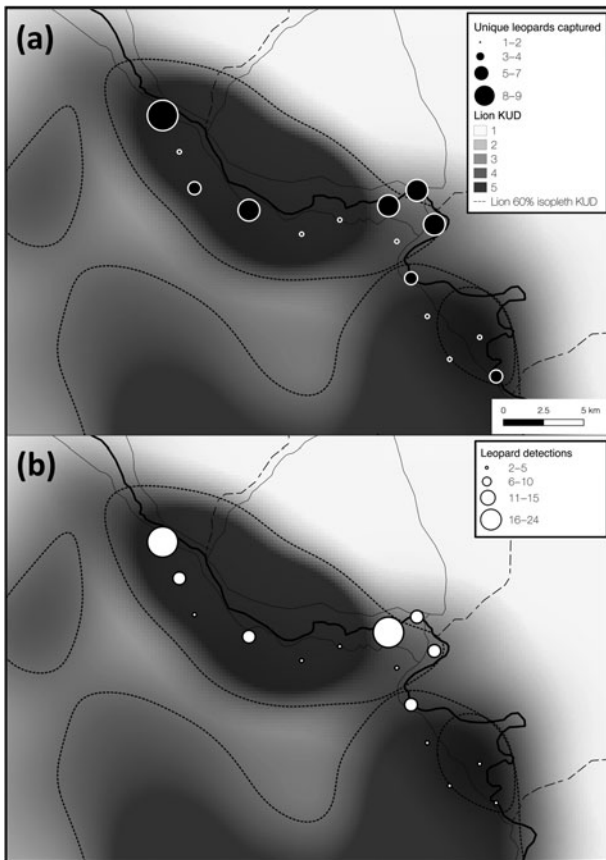 (a)
Unique leopards captured
1–2
3–4
5–7
8–9
Lion KUD
1
2
3
4
5
Lion 60% isopleth KUD
0 2.5 5 km
(b)
Leopard detections
2–5
6–10
11–15
16–24